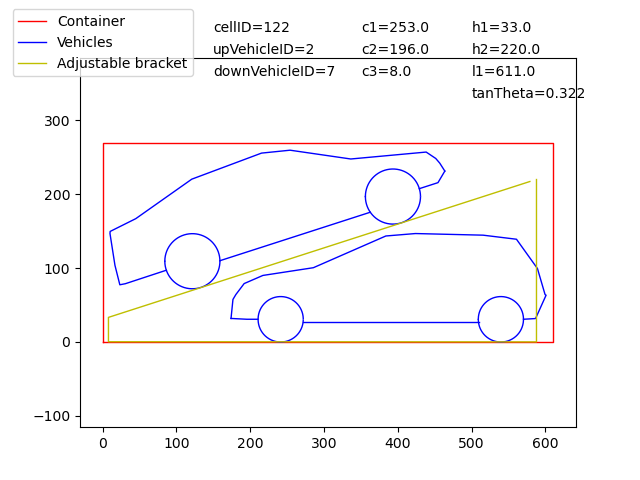 Container
Vehicles
Adjustable bracket
cellID=122 c1=253.0 h1=33.0
upVehicleID=2 c2=196.0 h2=220.0
downVehicleID=7 c3=8.0 l1=611.0
tanTheta=0.322
300
200
100
0
−100
0 100 200 300 400 500 600